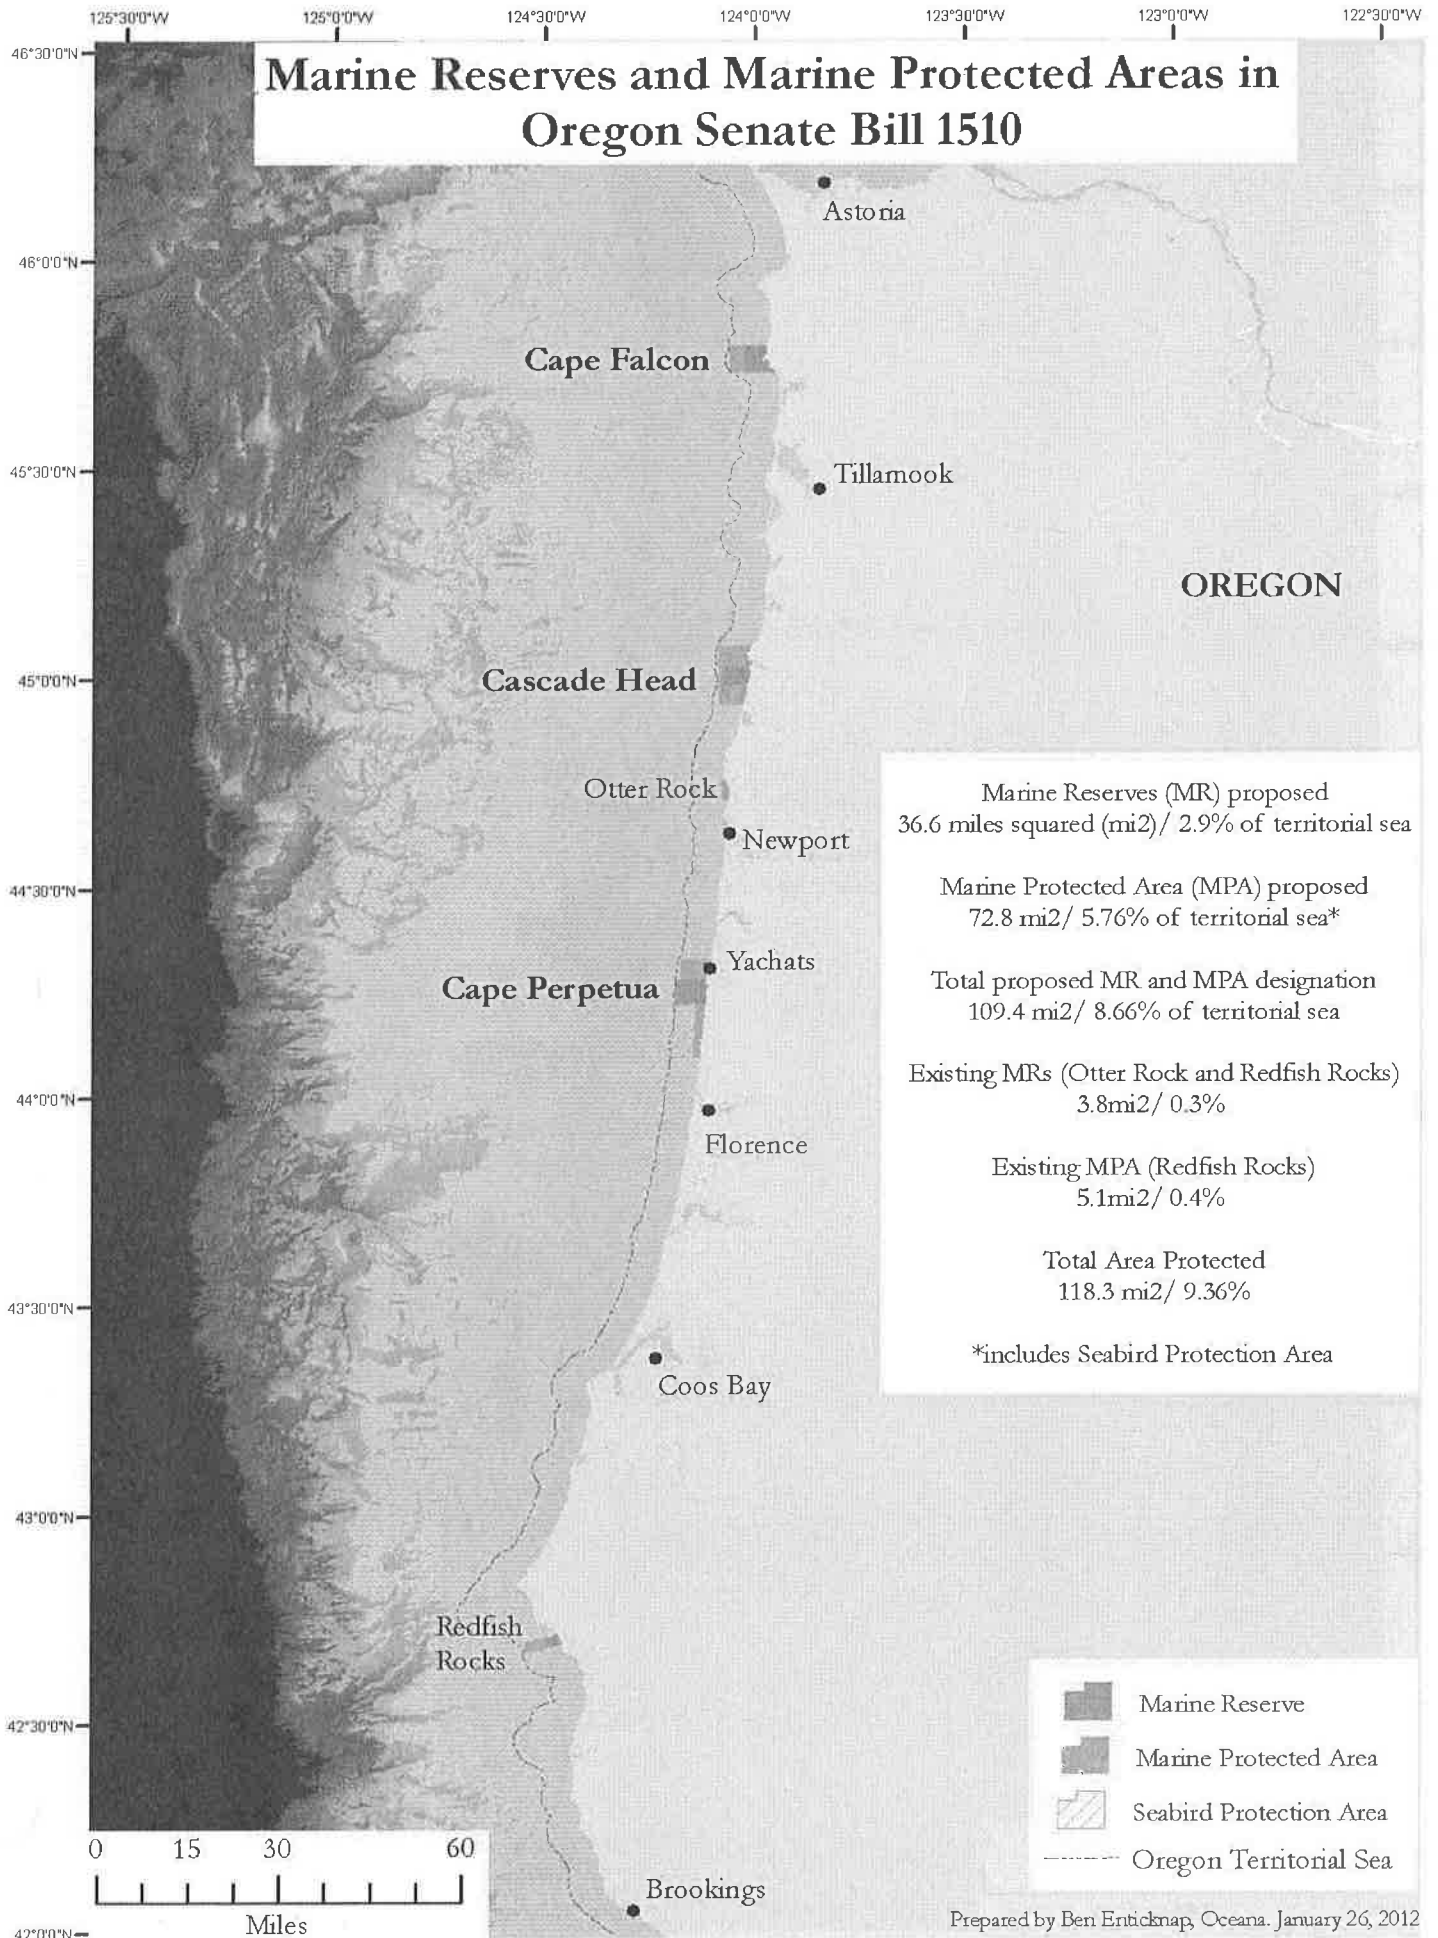 125°30'0"W 125°0'0"W 124°30'0"W 124°0'0"W 123°30'0"W 123°0'0"W 122°30'0"W
46°30'0"N
Marine Reserves and Marine Protected Areas in
Oregon Senate Bill 1510
Astoria
46°0'0"N
Cape Falcon
45°30'0"N
Tillamook
OREGON
45°0'0"N
Cascade Head
Otter Rock
Newport
44°30'0"N
Yachats
Cape Perpetua
44°0'0"N
Florence
43°30'0"N
Coos Bay
43°0'0"N
Redfish
Rocks
42°30'0"N
Brookings
42°0'0"N
Marine Reserves (MR) proposed
36.6 miles squared (mi2)/ 2.9% of territorial sea
Marine Protected Area (MPA) proposed
72.8 mi2/ 5.76% of territorial sea*
Total proposed MR and MPA designation
109.4 mi2/ 8.66% of territorial sea
Existing MRs (Otter Rock and Redfish Rocks)
3.8mi2/ 0.3%
Existing MPA (Redfish Rocks)
5.1mi2/ 0.4%
Total Area Protected
118.3 mi2/ 9.36%
*includes Seabird Protection Area
Marine Reserve
Marine Protected Area
Seabird Protection Area
Oregon Territorial Sea
0 15 30 60
Miles
Prepared by Ben Enticknap, Oceana. January 26, 2012